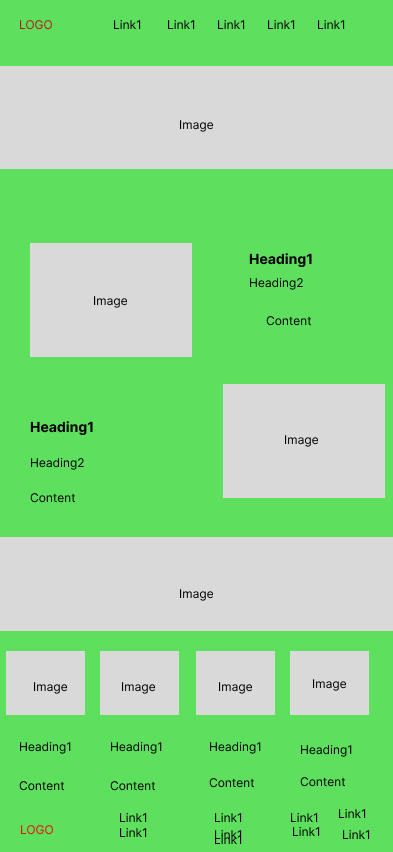 LOGO Link1 Link1 Link1 Link1 Link1
Image
Image
Heading1
Heading2
Content
Image
Heading1
Heading2
Content
Image
Image Image Image Image
Heading1 Heading1 Heading1 Heading1
Content Content Content Content
Link1 Link1 Link1 Link1
LOGO Link1 Link1 Link1 Link1
Link1